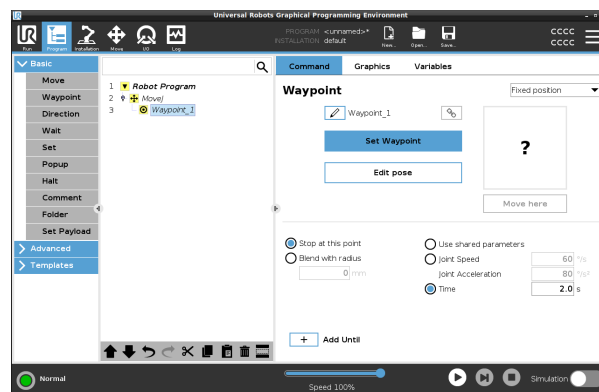 Universal Robots Graphical Programming Environment
UR
Run
Program
Installation
Move
I/O
Log
PROGRAM <unnamed>*
INSTALLATION default
New...
Open...
Save...
CCCC
CCCC
Basic
Move
Waypoint
Direction
Wait
Set
Popup
Halt
Comment
Folder
Set Payload
Advanced
Templates
1 Robot Program
2 MoveJ
3 Waypoint_1
Command Graphics Variables
Waypoint
Fixed position
Waypoint_1
Set Waypoint
Edit pose
?
Move here
Stop at this point
Blend with radius
0 mm
Use shared parameters
Joint Speed 60 °/s
Joint Acceleration 80 °/s²
Time 2.0 s
+ Add Until
Normal
Speed 100%
Simulation